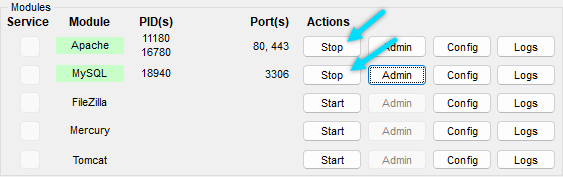 Modules
Service Module PID(s) Port(s) Actions
Apache 11180 16780 80, 443 Stop Admin Config Logs
MySQL 18940 3306 Stop Admin Config Logs
FileZilla Start Admin Config Logs
Mercury Start Admin Config Logs
Tomcat Start Admin Config Logs